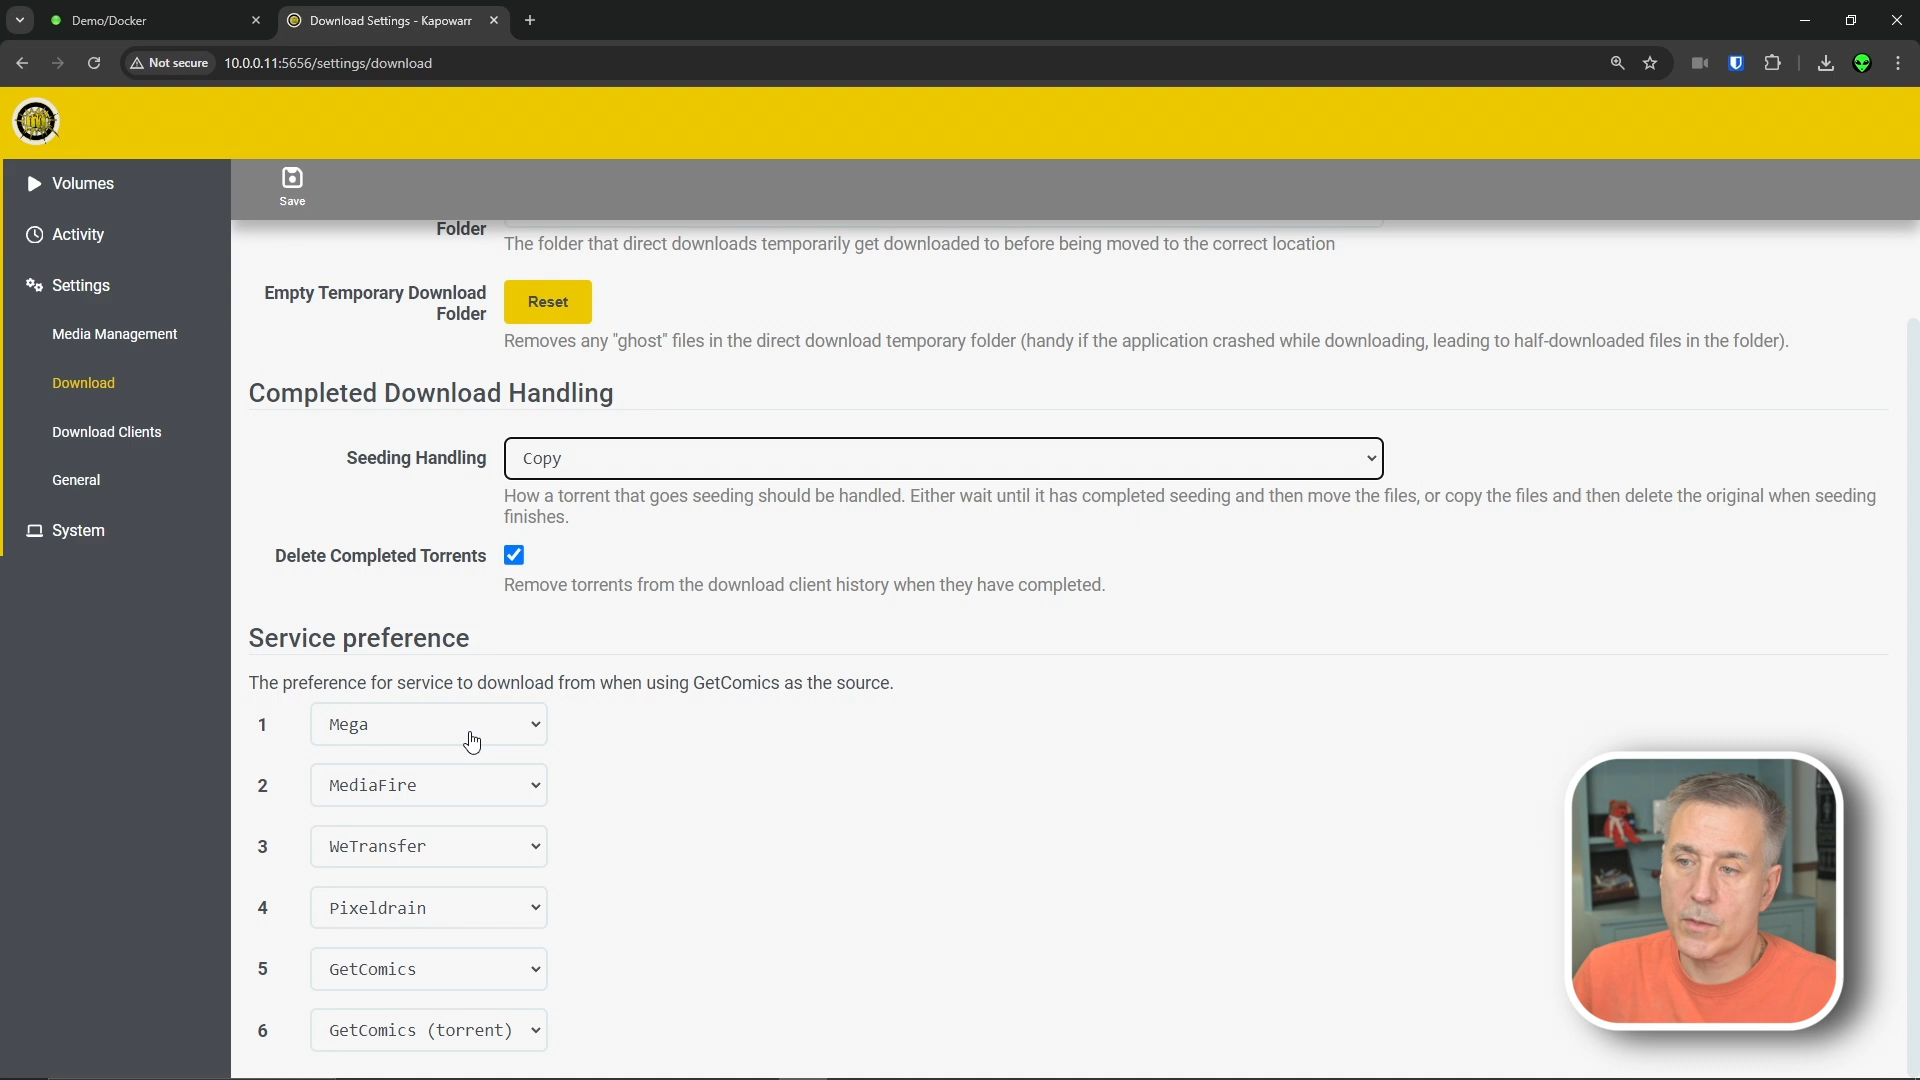 Demo/Docker
Download Settings - Kapowarr
Not secure
10.0.0.11:5656/settings/download
Volumes
Activity
Settings
Media Management
Download
Download Clients
General
System
Save
Folder
The folder that direct downloads temporarily get downloaded to before being moved to the correct location
Empty Temporary Download
Folder
Reset
Removes any "ghost" files in the direct download temporary folder (handy if the application crashed while downloading, leading to half-downloaded files in the folder).
Completed Download Handling
Seeding Handling
Copy
How a torrent that goes seeding should be handled. Either wait until it has completed seeding and then move the files, or copy the files and then delete the original when seeding
finishes.
Delete Completed Torrents
Remove torrents from the download client history when they have completed.
Service preference
The preference for service to download from when using GetComics as the source.
1 Mega
2 MediaFire
3 WeTransfer
4 Pixeldrain
5 GetComics
6 GetComics (torrent)